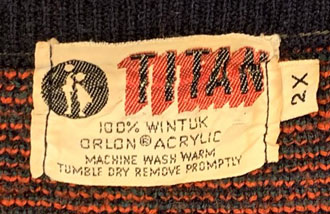 TITAN
100% WINTUK
ORLON® ACRYLIC
MACHINE WASH WARM
TUMBLE DRY REMOVE PROMPTLY
2X